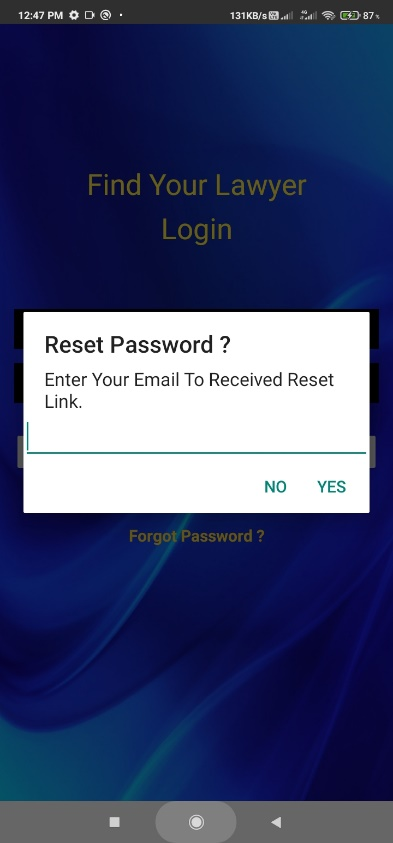 12:47 PM 131KB/s 4G 87%
Find Your Lawyer
Login
Reset Password ?
Enter Your Email To Received Reset
Link.
NO YES
Forgot Password ?